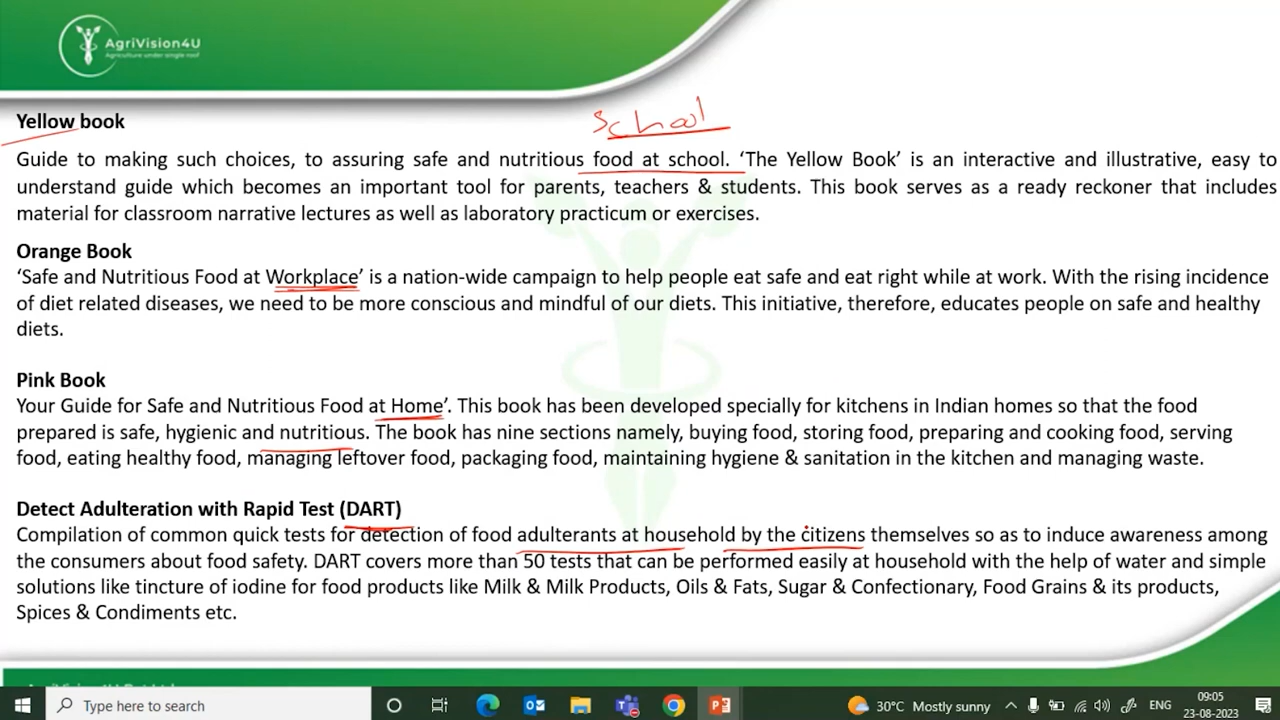 AgriVision4U
Agriculture under single roof
Yellow book
School
Guide to making such choices, to assuring safe and nutritious food at school. ‘The Yellow Book’ is an interactive and illustrative, easy to
understand guide which becomes an important tool for parents, teachers & students. This book serves as a ready reckoner that includes
material for classroom narrative lectures as well as laboratory practicum or exercises.
Orange Book
‘Safe and Nutritious Food at Workplace’ is a nation-wide campaign to help people eat safe and eat right while at work. With the rising incidence
of diet related diseases, we need to be more conscious and mindful of our diets. This initiative, therefore, educates people on safe and healthy
diets.
Pink Book
Your Guide for Safe and Nutritious Food at Home’. This book has been developed specially for kitchens in Indian homes so that the food
prepared is safe, hygienic and nutritious. The book has nine sections namely, buying food, storing food, preparing and cooking food, serving
food, eating healthy food, managing leftover food, packaging food, maintaining hygiene & sanitation in the kitchen and managing waste.
Detect Adulteration with Rapid Test (DART)
Compilation of common quick tests for detection of food adulterants at household by the citizens themselves so as to induce awareness among
the consumers about food safety. DART covers more than 50 tests that can be performed easily at household with the help of water and simple
solutions like tincture of iodine for food products like Milk & Milk Products, Oils & Fats, Sugar & Confectionary, Food Grains & its products,
Spices & Condiments etc.
Type here to search
30°C Mostly sunny
ENG
09:05
23-08-2023